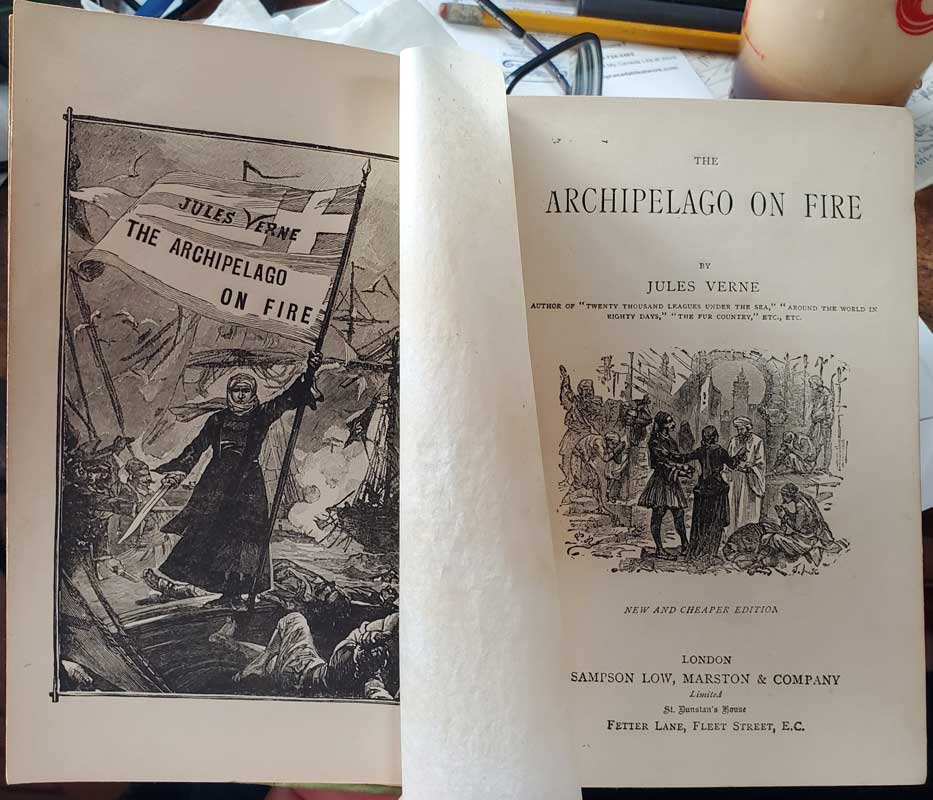 JULES VERNE
THE ARCHIPELAGO
ON FIRE
THE
ARCHIPELAGO ON FIRE
BY
JULES VERNE
AUTHOR OF "TWENTY THOUSAND LEAGUES UNDER THE SEA," "AROUND THE WORLD IN
EIGHTY DAYS," "THE FUR COUNTRY," ETC., ETC.
NEW AND CHEAPER EDITION
LONDON
SAMPSON LOW, MARSTON & COMPANY
Limited
St. Dunstan's House
FETTER LANE, FLEET STREET, E.C.